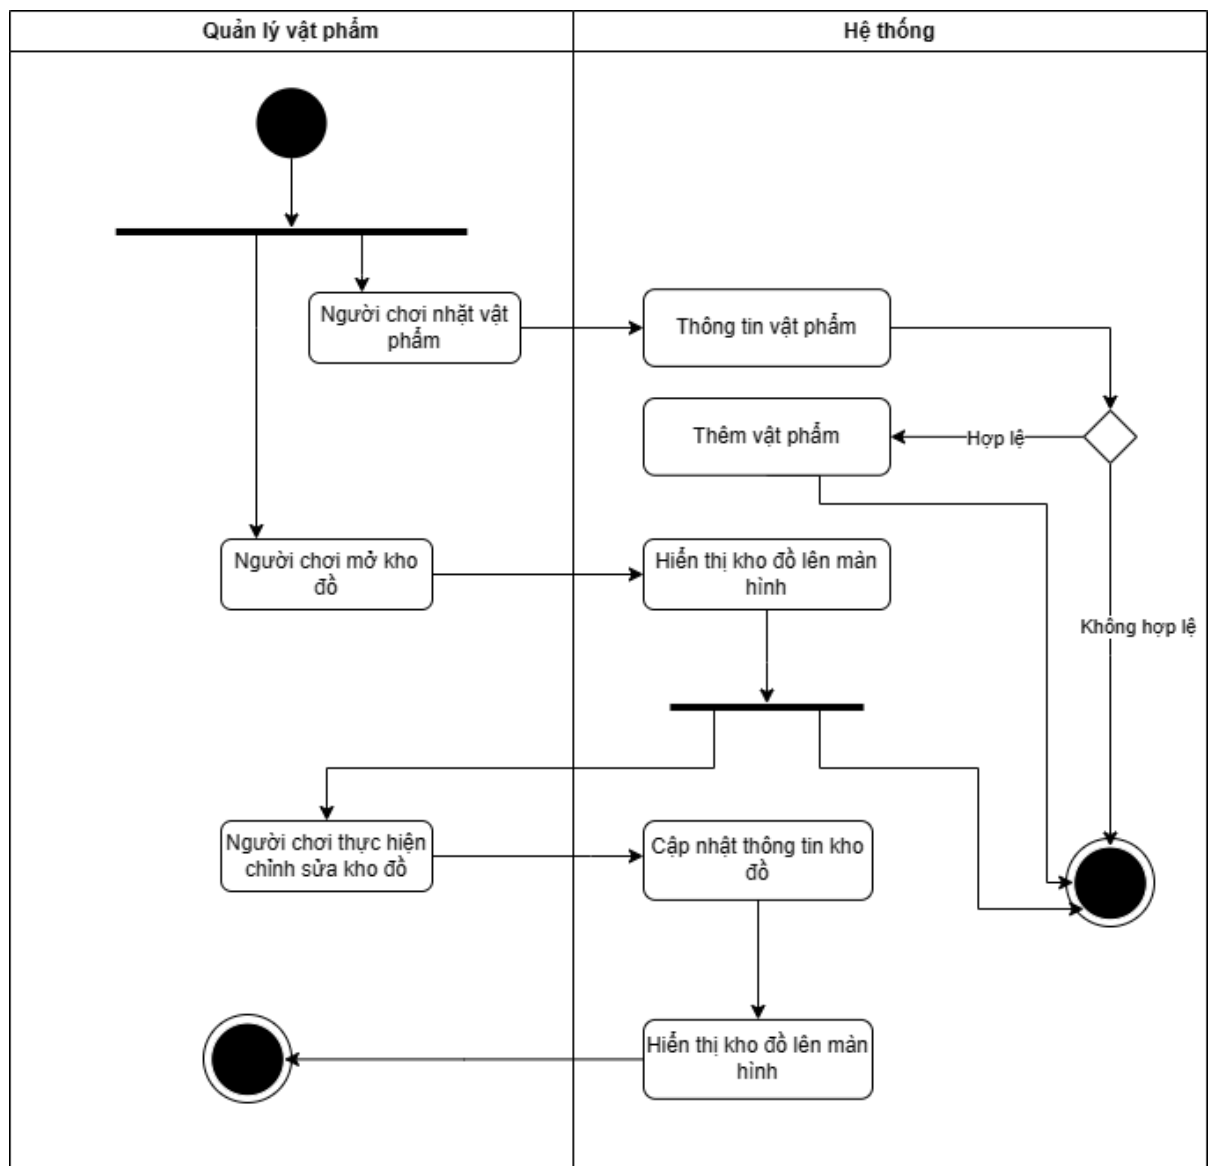 Quản lý vật phẩm
Hệ thống
Người chơi nhặt vật
phẩm
Thông tin vật phẩm
Thêm vật phẩm
Hợp lệ
Người chơi mở kho
đồ
Hiển thị kho đồ lên màn
hình
Không hợp lệ
Người chơi thực hiện
chỉnh sửa kho đồ
Cập nhật thông tin kho
đồ
Hiển thị kho đồ lên màn
hình